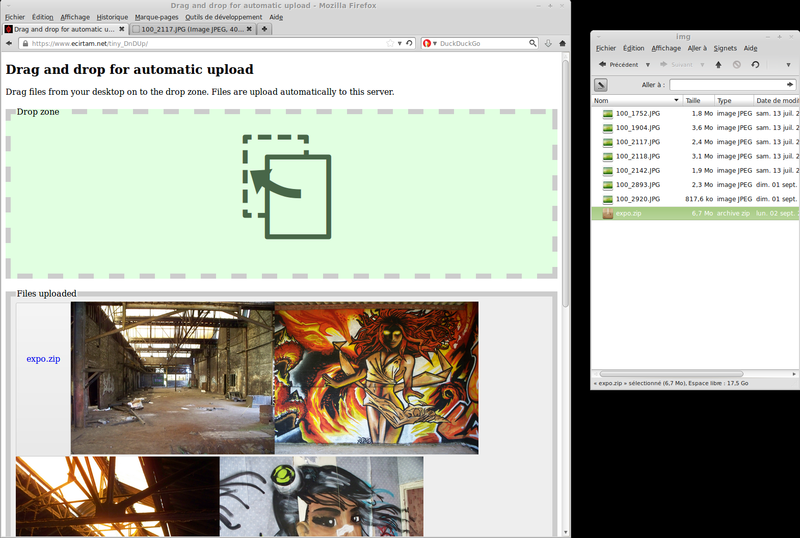 Drag and drop for automatic upload - Mozilla Firefox
Fichier Édition Affichage Historique Marque-pages Outils de développement Aide
Drag and drop for automatic u... 100_2117.JPG (Image JPEG, 40...
https://www.ecirtam.net/tiny_DnDUp/ DuckDuckGo
Drag and drop for automatic upload
Drag files from your desktop on to the drop zone. Files are upload automatically to this server.
Drop zone
Files uploaded
expo.zip
img
Fichier Édition Affichage Aller à Signets Aide
Précédent Suivant
Aller à :
Nom Taille Type Date de modi
100_1752.JPG 1,8 Mo image JPEG sam. 13 juil. 2
100_1904.JPG 3,6 Mo image JPEG sam. 13 juil. 2
100_2117.JPG 2,4 Mo image JPEG sam. 13 juil. 2
100_2118.JPG 3,1 Mo image JPEG sam. 13 juil. 2
100_2142.JPG 1,9 Mo image JPEG sam. 13 juil. 2
100_2893.JPG 2,3 Mo image JPEG dim. 01 sept.
100_2920.JPG 817,6 ko image JPEG dim. 01 sept.
expo.zip 6,7 Mo archive zip lun. 02 sept.
« expo.zip » sélectionné (6,7 Mo), Espace libre : 17,5 Go